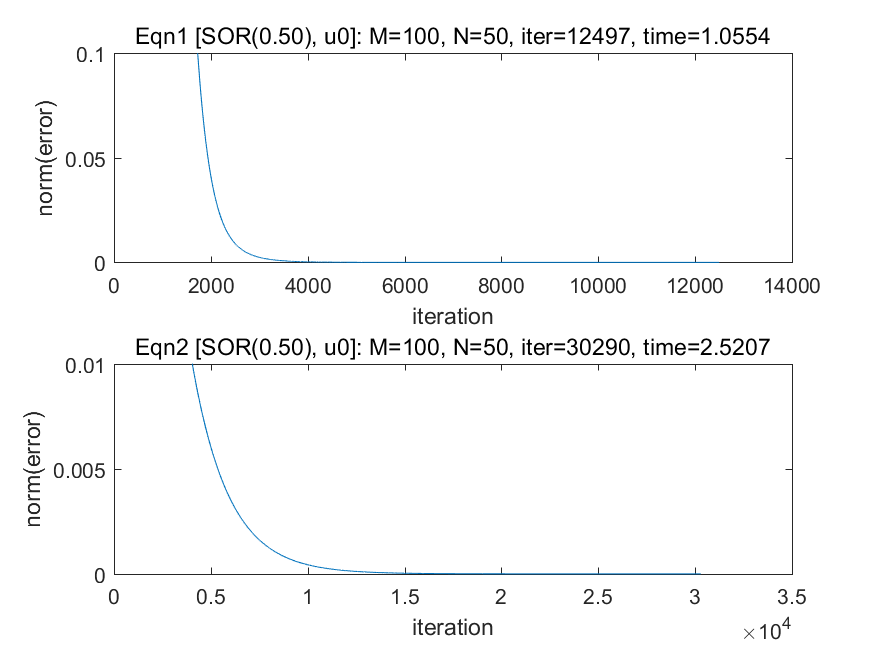 Eqn1 [SOR(0.50), u0]: M=100, N=50, iter=12497, time=1.0554
0.1
0.05
0
norm(error)
0 2000 4000 6000 8000 10000 12000 14000
iteration
Eqn2 [SOR(0.50), u0]: M=100, N=50, iter=30290, time=2.5207
0.01
0.005
0
norm(error)
0 0.5 1 1.5 2 2.5 3 3.5
iteration
×10^4